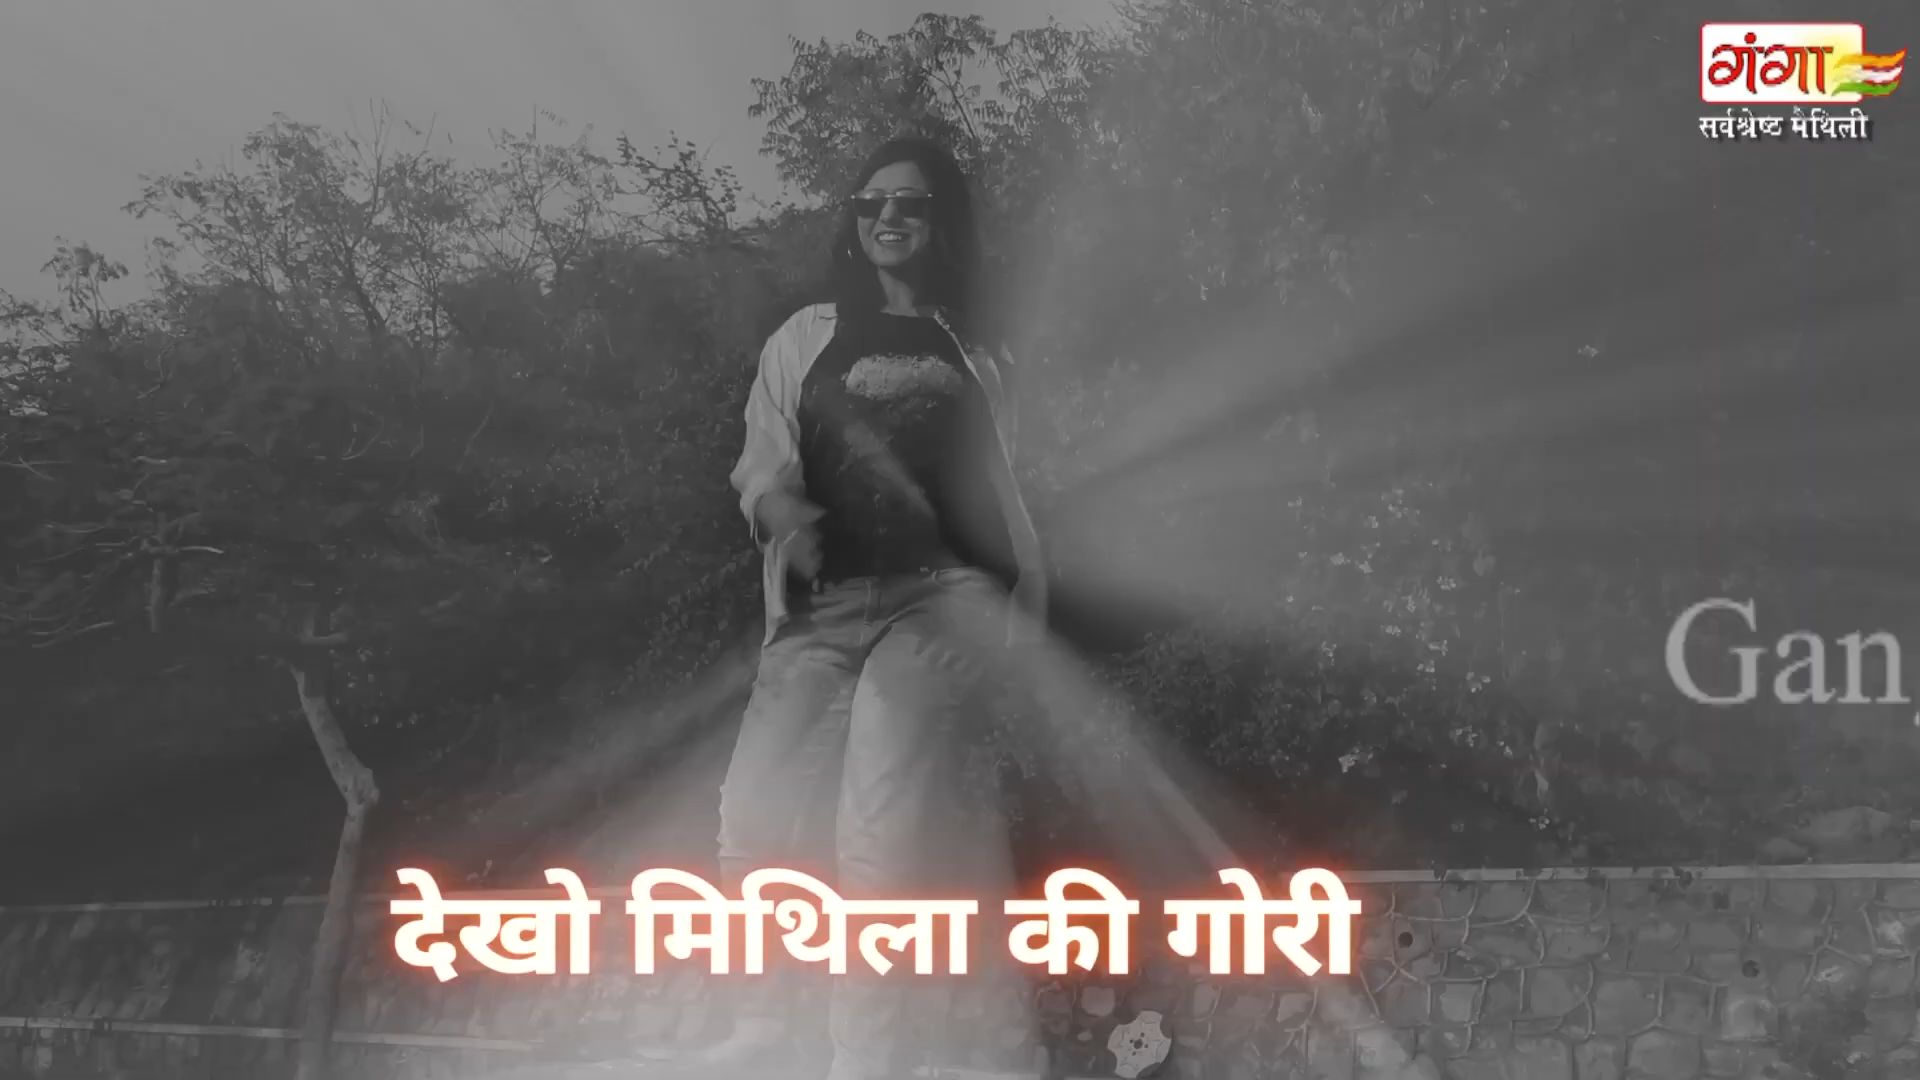 गंगा
सर्वश्रेष्ठ मैथिली
Gan
देखो मिथिला की गोरी